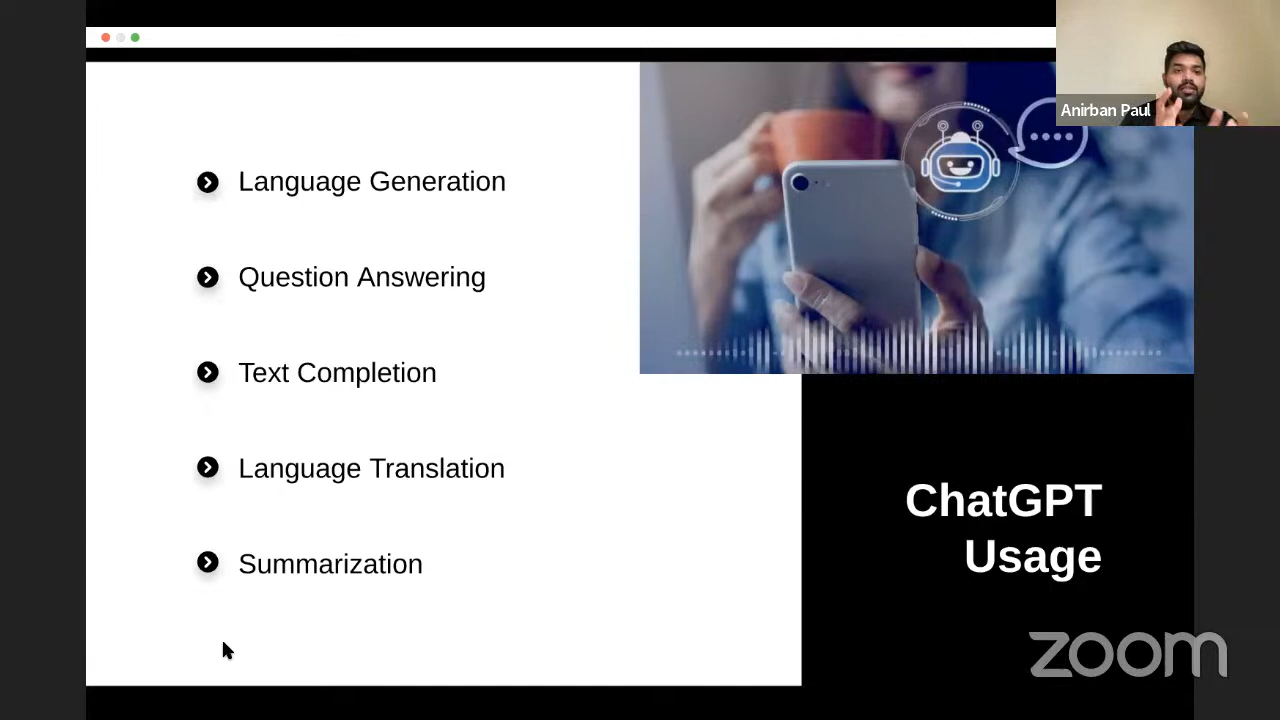 Anirban Paul
Language Generation
Question Answering
Text Completion
Language Translation
Summarization
ChatGPT
Usage
zoom